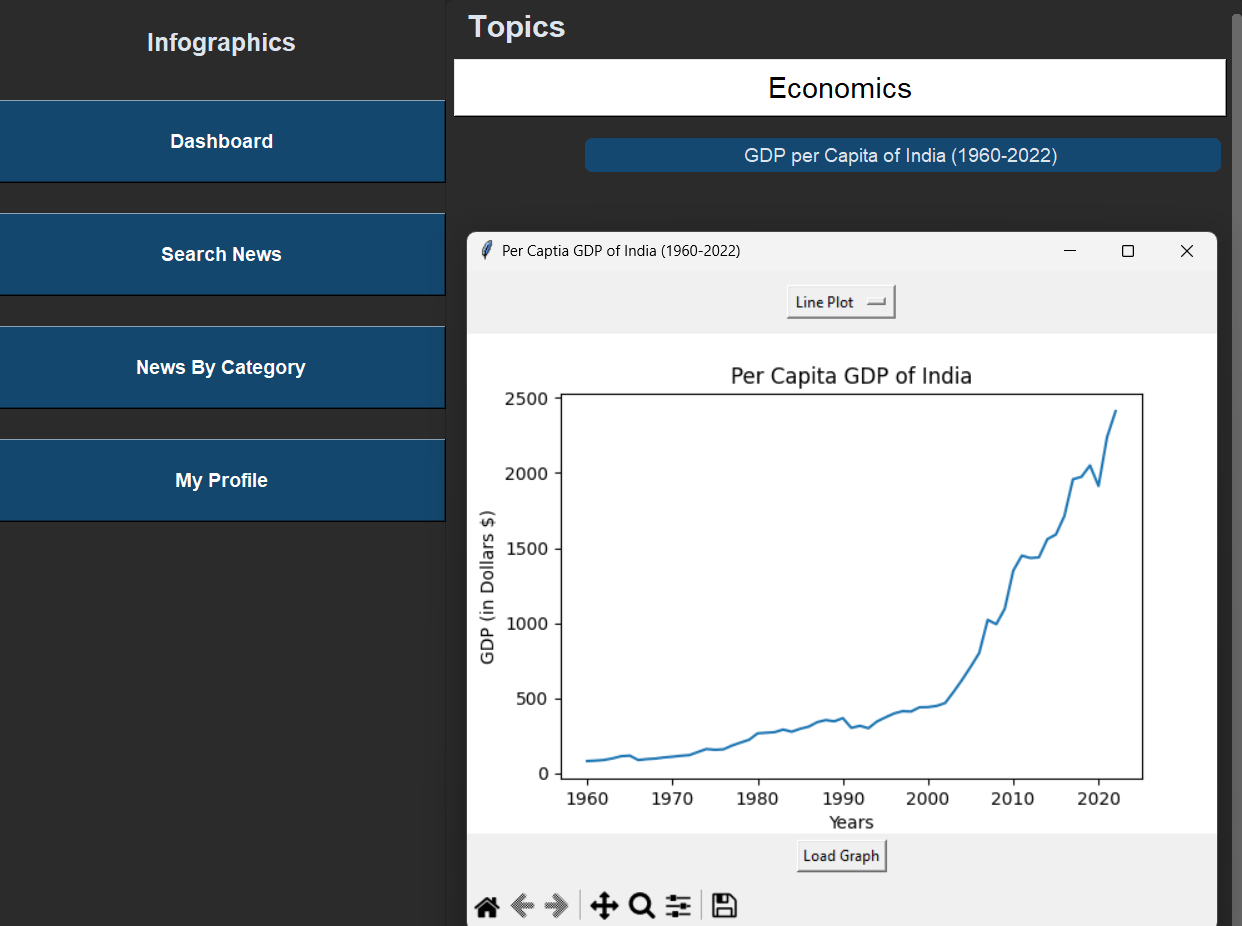 Infographics
Dashboard
Search News
News By Category
My Profile
Topics
Economics
GDP per Capita of India (1960-2022)
Per Captia GDP of India (1960-2022)
Line Plot
Per Capita GDP of India
GDP (in Dollars $)
2500
2000
1500
1000
500
0
1960 1970 1980 1990 2000 2010 2020
Years
Load Graph